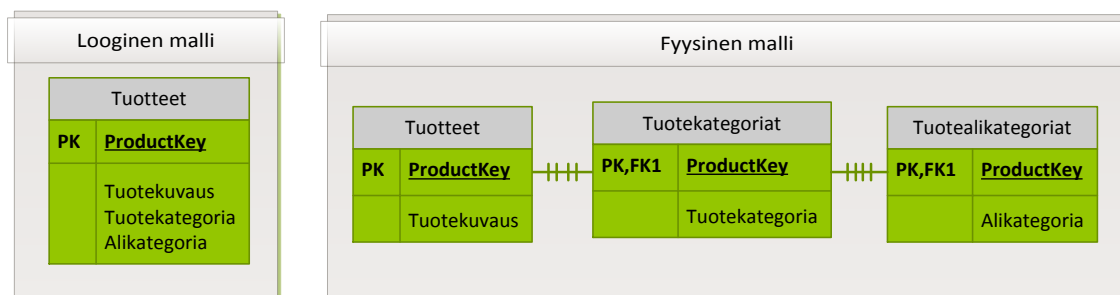 Looginen malli
Tuotteet
PK ProductKey
Tuotekuvaus
Tuotekategoria
Alikategoria
Fyysinen malli
Tuotteet
PK ProductKey
Tuotekuvaus
Tuotekategoriat
PK,FK1 ProductKey
Tuotekategoria
Tuotealikategoriat
PK,FK1 ProductKey
Alikategoria